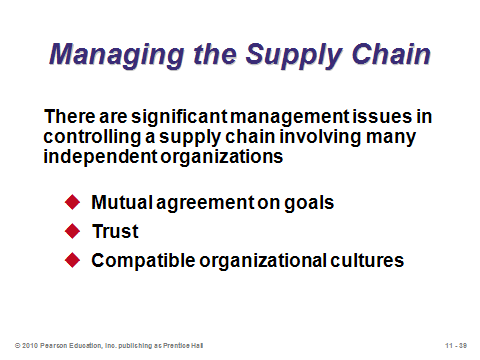 Managing the Supply Chain
There are significant management issues in
controlling a supply chain involving many
independent organizations
Mutual agreement on goals
Trust
Compatible organizational cultures
© 2010 Pearson Education, Inc. publishing as Prentice Hall
11 - 39